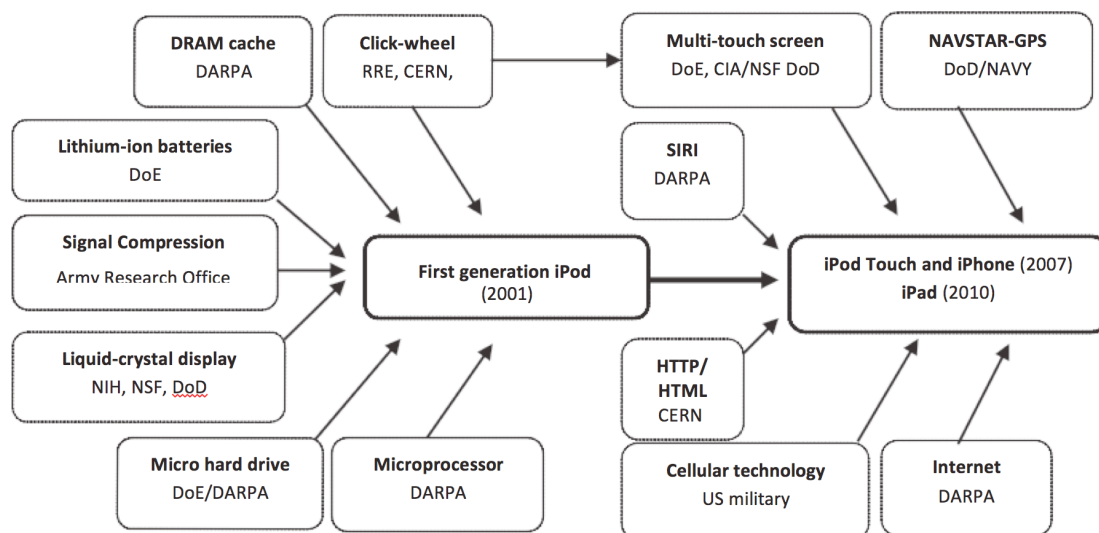 DRAM cache
DARPA
Click-wheel
RRE, CERN,
Multi-touch screen
DoE, CIA/NSF DoD
NAVSTAR-GPS
DoD/NAVY
Lithium-ion batteries
DoE
SIRI
DARPA
Signal Compression
Army Research Office
First generation iPod
(2001)
iPod Touch and iPhone (2007)
iPad (2010)
Liquid-crystal display
NIH, NSF, DoD
HTTP/
HTML
CERN
Micro hard drive
DoE/DARPA
Microprocessor
DARPA
Cellular technology
US military
Internet
DARPA